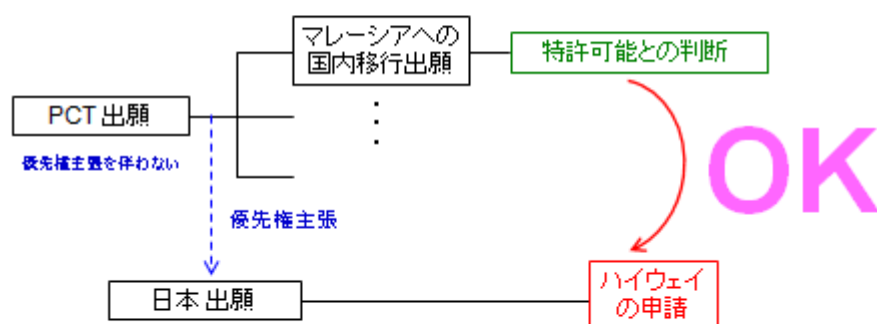 マレーシアへの
国内移行出願
特許可能との判断
PCT 出願
優先権主張を伴わない
OK
優先権主張
日本出願
ハイウェイ
の申請